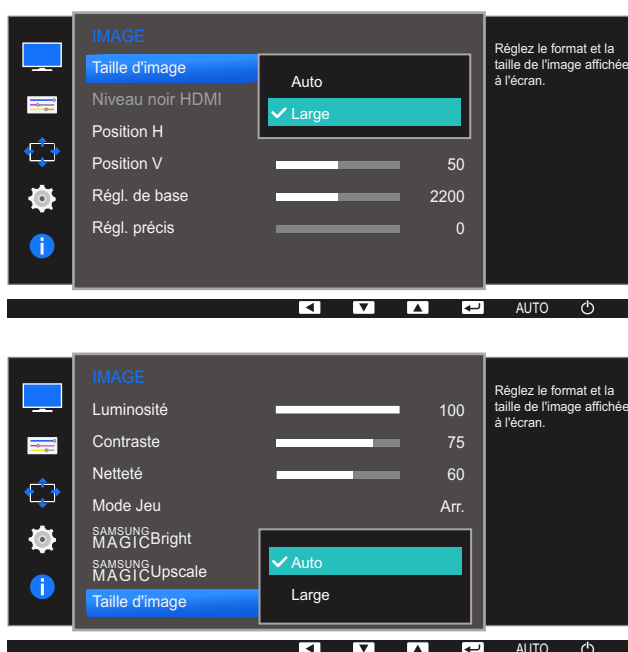 IMAGE
Taille d'image
Auto
Niveau noir HDMI
Large
Position H
Position V 50
Régl. de base 2200
Régl. précis 0
Réglez le format et la
taille de l'image affichée
à l'écran.
AUTO
IMAGE
Luminosité 100
Contraste 75
Netteté 60
Mode Jeu Arr.
SAMSUNG
MAGICBright
SAMSUNG
MAGICUpscale
Auto
Taille d'image
Large
Réglez le format et la
taille de l'image affichée
à l'écran.
AUTO